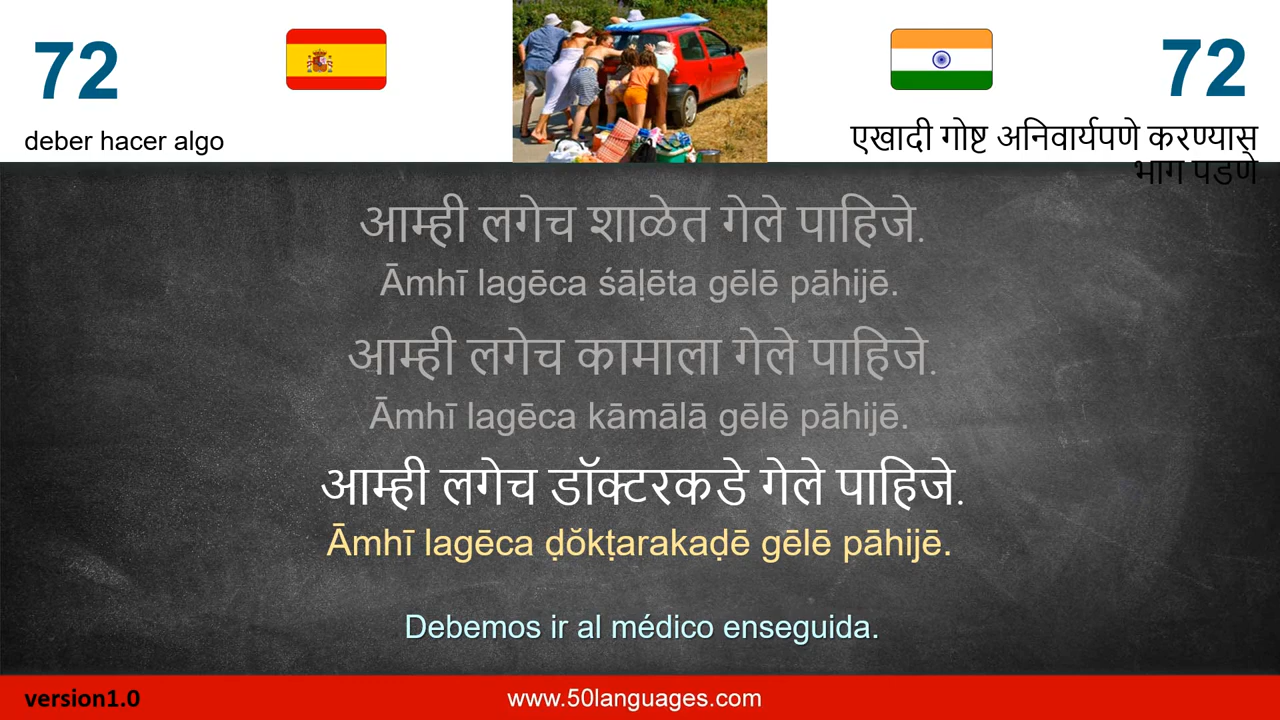 72
72
deber hacer algo
एखादी गोष्ट अनिवार्यपणे करण्यास
भाग पडणे
आम्ही लगेच शाळेत गेले पाहिजे.
Āmhī lagēca śāḷēta gēlē pāhijē.
आम्ही लगेच कामाला गेले पाहिजे.
Āmhī lagēca kāmālā gēlē pāhijē.
आम्ही लगेच डॉक्टरकडे गेले पाहिजे.
Āmhī lagēca ḍŏkṭarakaḍē gēlē pāhijē.
Debemos ir al médico enseguida.
version1.0
www.50languages.com